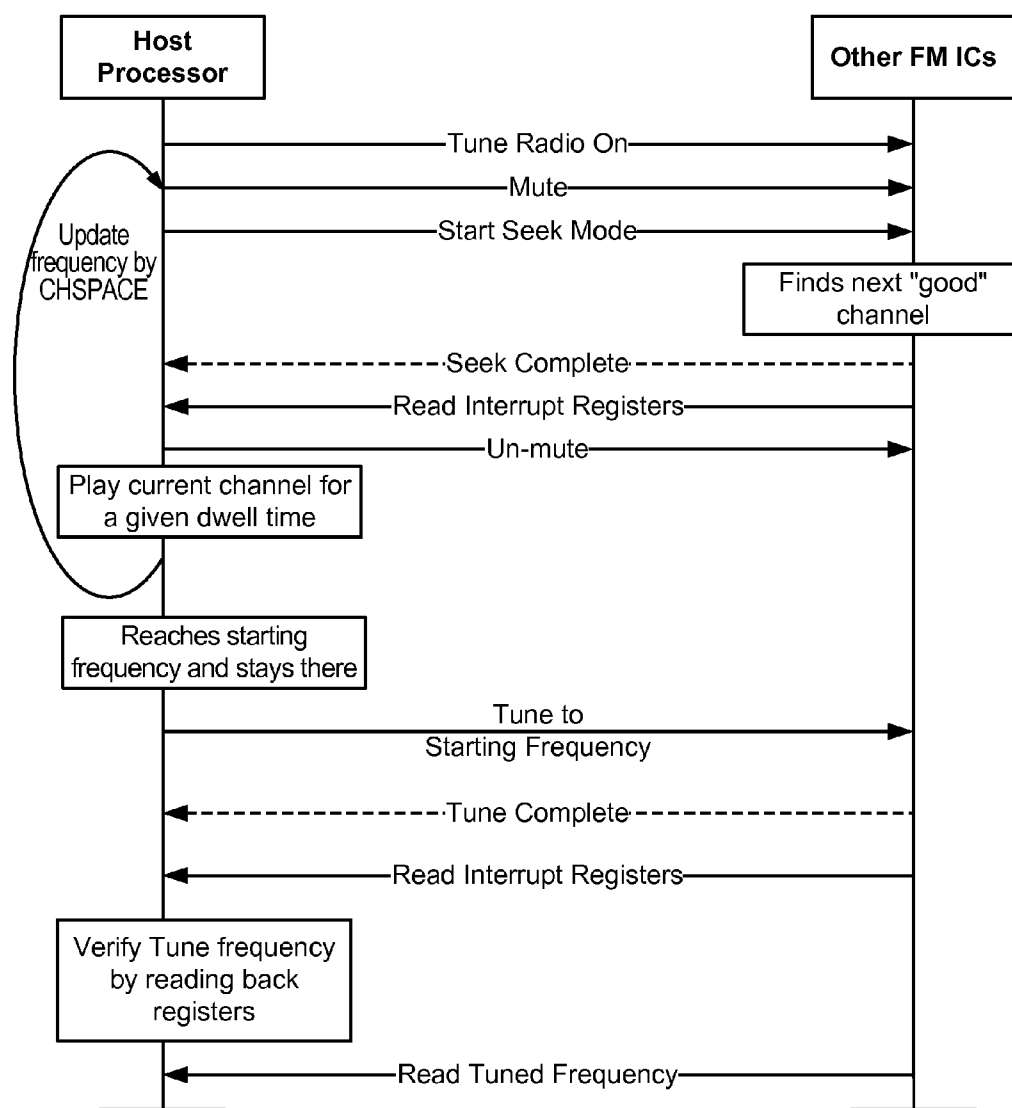 Host
Processor
Other FM ICs
Tune Radio On
Mute
Start Seek Mode
Update
frequency by
CHSPACE
Finds next "good"
channel
Seek Complete
Read Interrupt Registers
Un-mute
Play current channel for
a given dwell time
Reaches starting
frequency and stays there
Tune to
Starting Frequency
Tune Complete
Read Interrupt Registers
Verify Tune frequency
by reading back
registers
Read Tuned Frequency